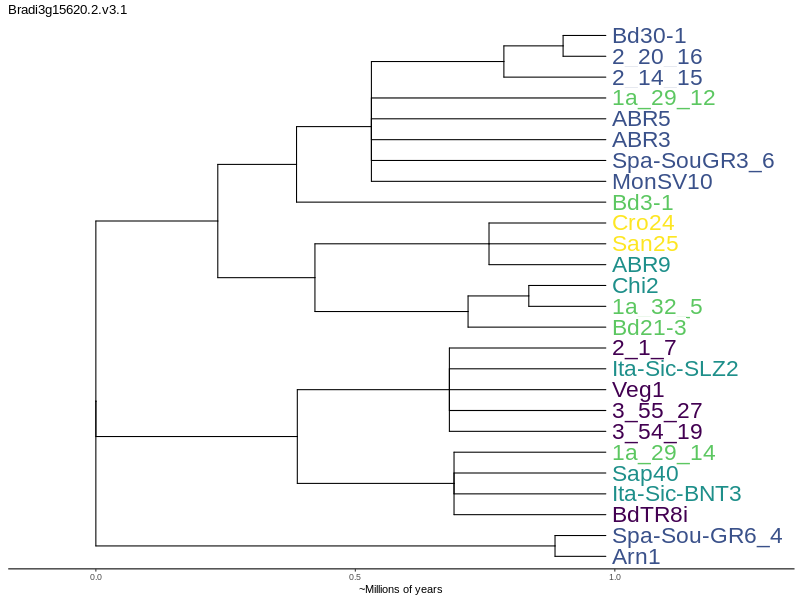 Bradi3g15620.2.v3.1
Bd30-1
2_20_16
2_14_15
1a_29_12
ABR5
ABR3
Spa-SouGR3_6
MonSV10
Bd3-1
Cro24
San25
ABR9
Chi2
1a_32_5
Bd21-3
2_1_7
Ita-Sic-SLZ2
Veg1
3_55_27
3_54_19
1a_29_14
Sap40
Ita-Sic-BNT3
BdTR8i
Spa-Sou-GR6_4
Arn1
0.0 0.5 1.0
~Millions of years